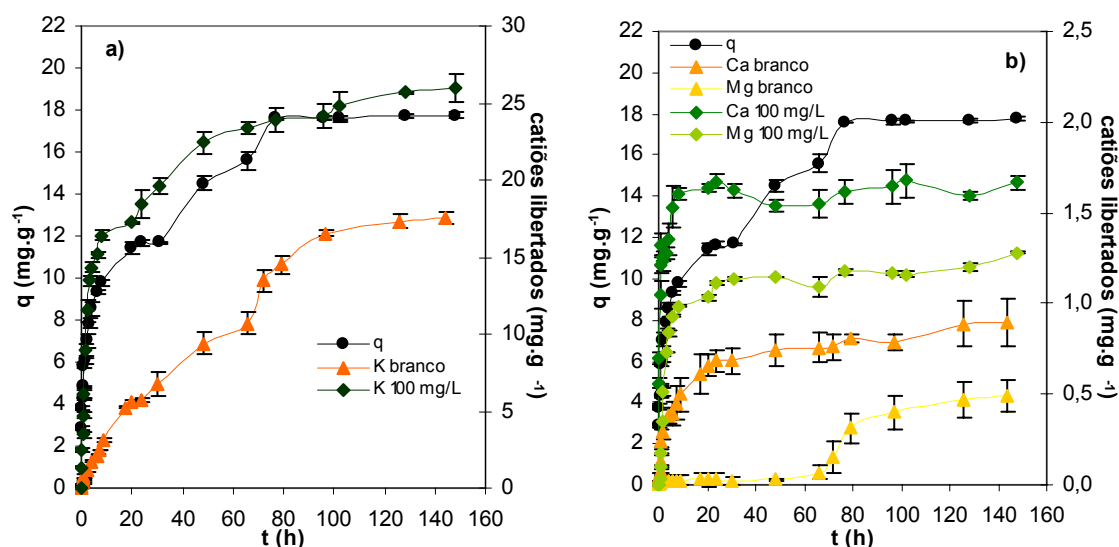 a)
q (mg.g⁻¹)
22
20
18
16
14
12
10
8
6
4
2
0
30
25
20
15
10
5
0
catiões libertados (mg.g⁻¹)
q
K branco
K 100 mg/L
0 20 40 60 80 100 120 140 160
t (h)
b)
q (mg.g⁻¹)
22
20
18
16
14
12
10
8
6
4
2
0
2,5
2,0
1,5
1,0
0,5
0,0
catiões libertados (mg.g⁻¹)
q
Ca branco
Mg branco
Ca 100 mg/L
Mg 100 mg/L
0 20 40 60 80 100 120 140 160
t (h)